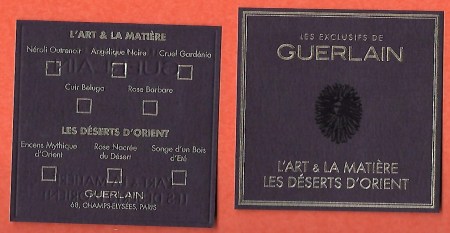 L'ART & LA MATIÈRE
Néroli Outrenoir Angélique Noire Cruel Gardénia
Cuir Beluga Rose Barbare
LES DÉSERTS D'ORIENT
Encens Mythique
d'Orient
Rose Nacrée
du Désert
Songe d'un Bois
d'Été
GUERLAIN
68, CHAMPS-ELYSÉES, PARIS
LES EXCLUSIFS DE
GUERLAIN
L'ART & LA MATIÈRE
LES DÉSERTS D'ORIENT